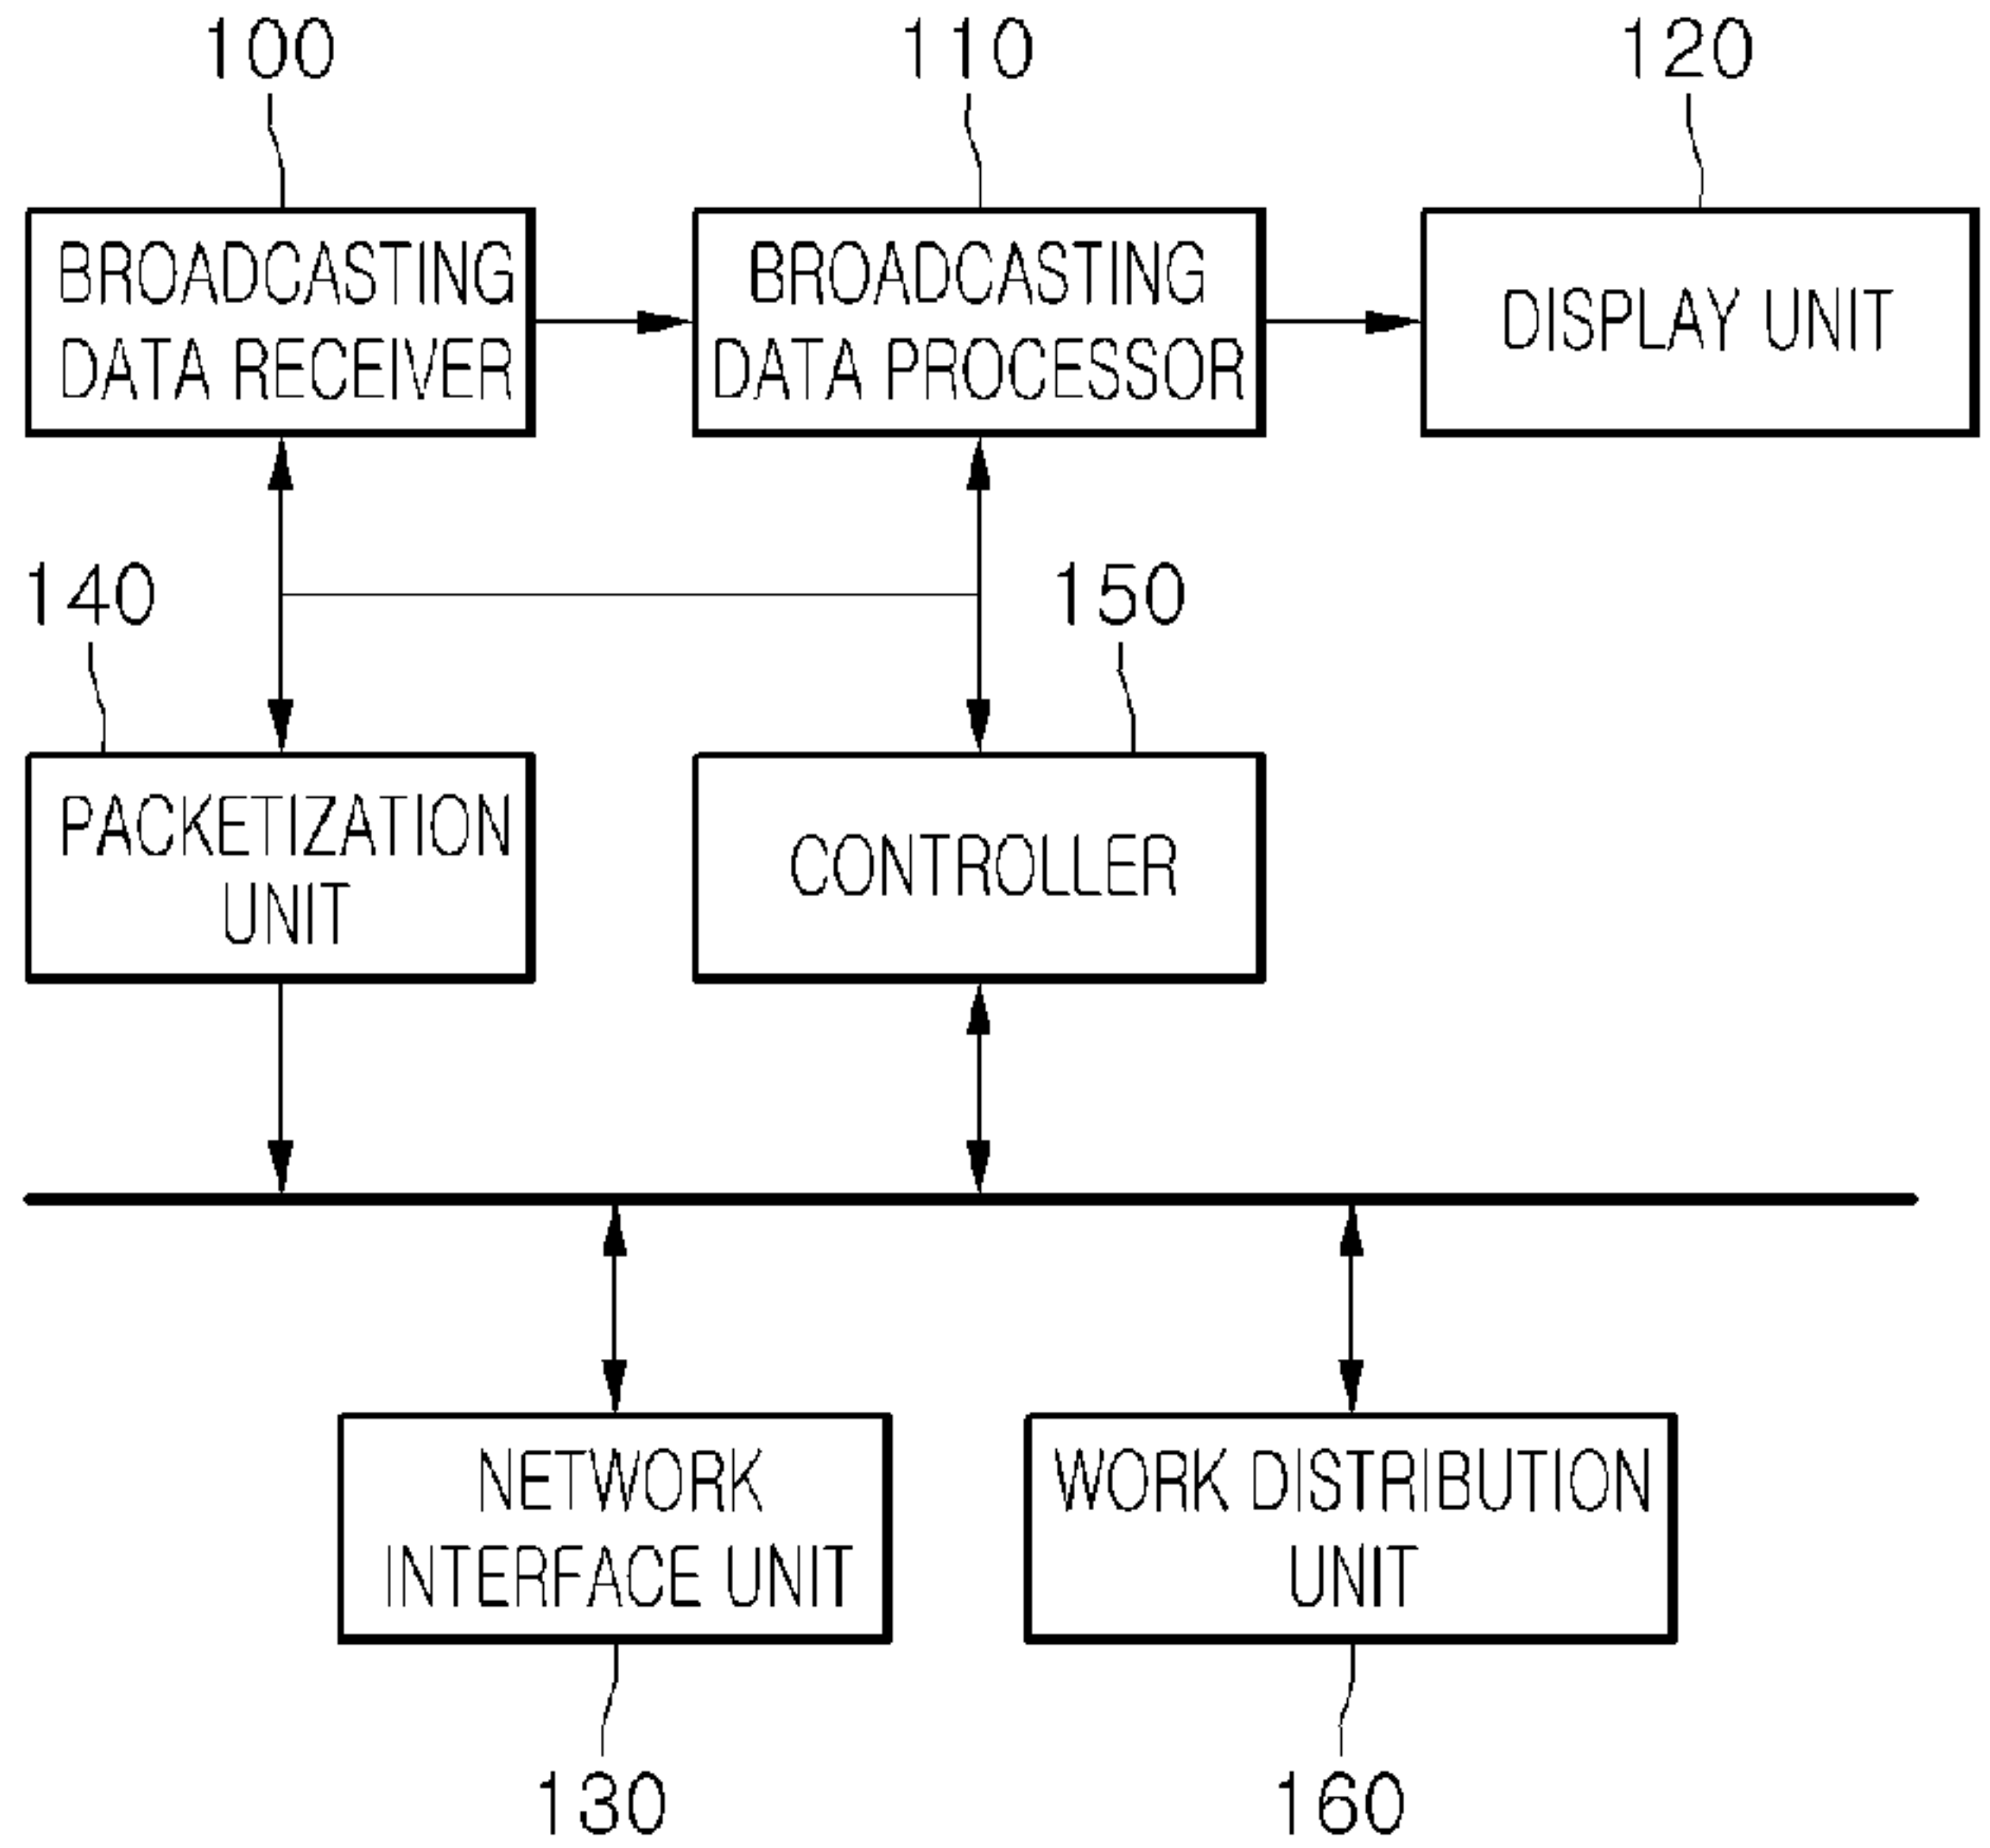 100
110
120
BROADCASTING
DATA RECEIVER
BROADCASTING
DATA PROCESSOR
DISPLAY UNIT
140
150
PACKETIZATION
UNIT
CONTROLLER
NETWORK
INTERFACE UNIT
WORK DISTRIBUTION
UNIT
130
160